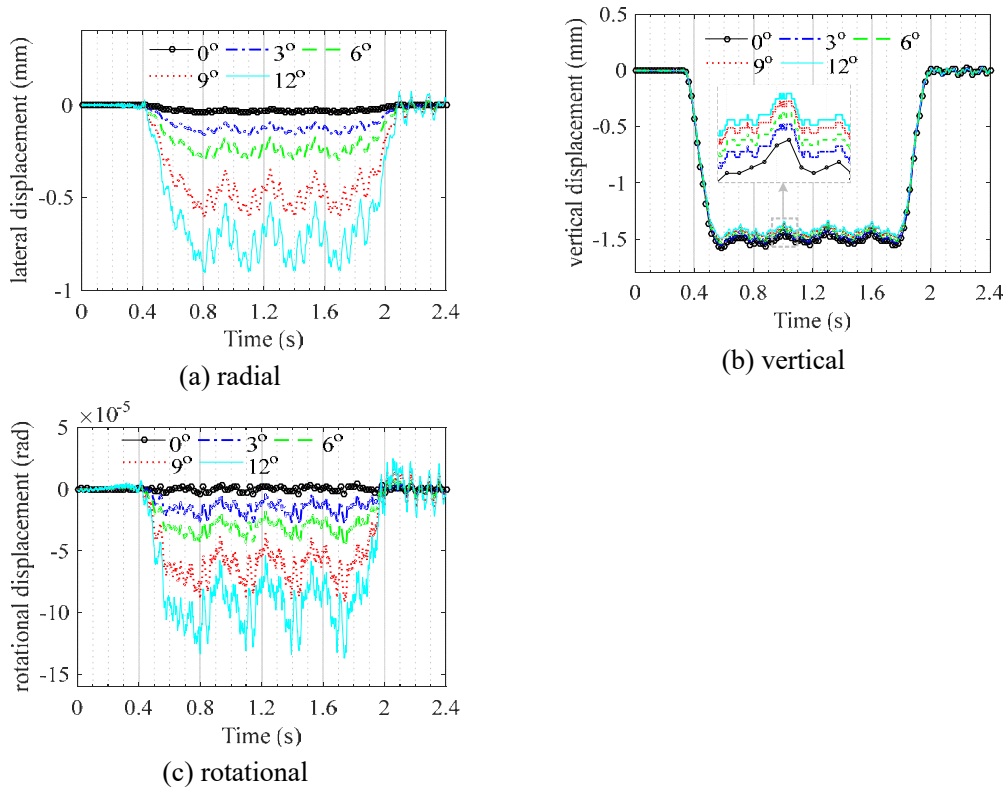 0° 3° 6°
9° 12°
0
-0.5
-1
lateral displacement (mm)
0 0.4 0.8 1.2 1.6 2 2.4
Time (s)
(a) radial
0.5
0° 3° 6°
9° 12°
0
-0.5
-1
-1.5
vertical displacement (mm)
0 0.4 0.8 1.2 1.6 2 2.4
Time (s)
(b) vertical
×10⁻⁵
5
0° 3° 6°
9° 12°
0
-5
-10
-15
rotational displacement (rad)
0 0.4 0.8 1.2 1.6 2 2.4
Time (s)
(c) rotational